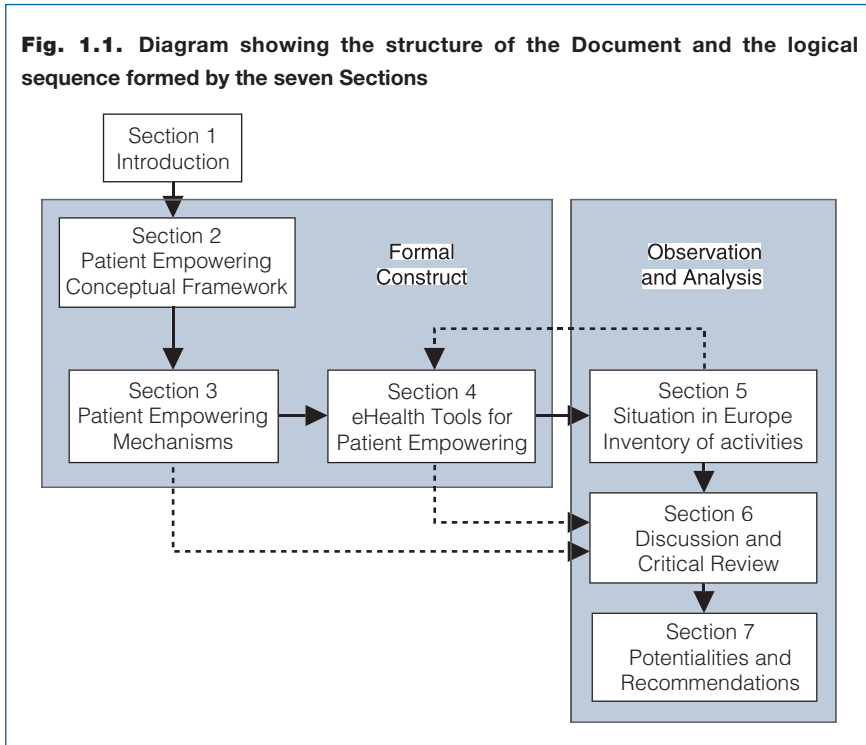 Fig. 1.1. Diagram showing the structure of the Document and the logical
sequence formed by the seven Sections
Section 1
Introduction
Section 2
Patient Empowering
Conceptual Framework
Formal
Construct
Observation
and Analysis
Section 3
Patient Empowering
Mechanisms
Section 4
eHealth Tools for
Patient Empowering
Section 5
Situation in Europe
Inventory of activities
Section 6
Discussion and
Critical Review
Section 7
Potentialities and
Recommendations